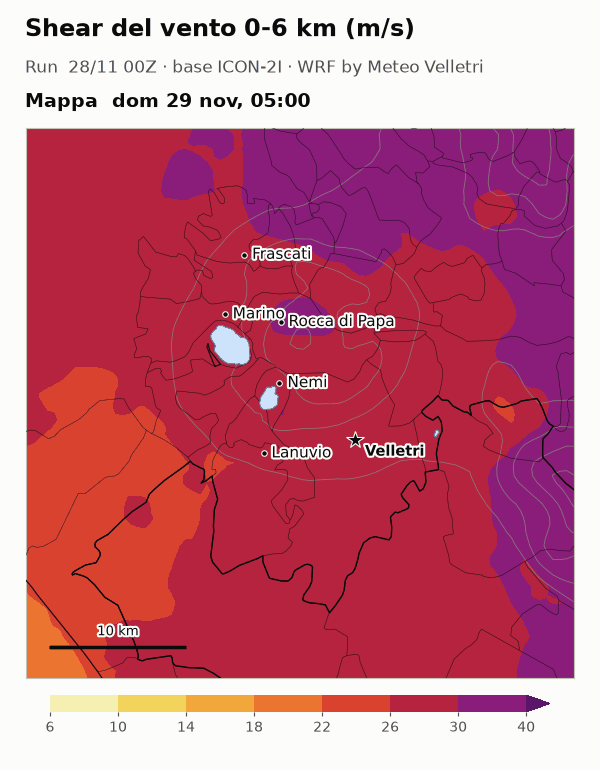 Shear del vento 0-6 km (m/s)
Run  28/11 00Z · base ICON-2I · WRF by Meteo Velletri
Mappa  dom 29 nov, 05:00
Frascati
Marino
Rocca di Papa
Nemi
Velletri
Lanuvio
10 km
6 10 14 18 22 26 30 40